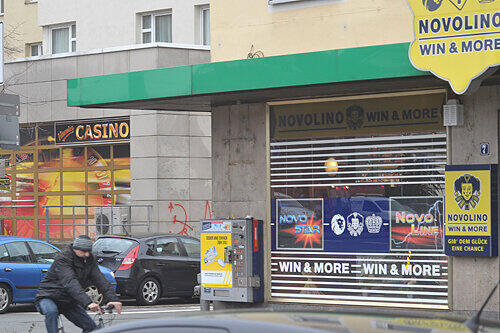 NOVOLINO
WIN & MORE
CASINO
NOVOLINO WIN & MORE
7
NOVO
STAR
NOVO
LINE
NOVOLINO
WIN & MORE
GIB' DEM GLÜCK
EINE CHANCE
WIN & MORE WIN & MORE